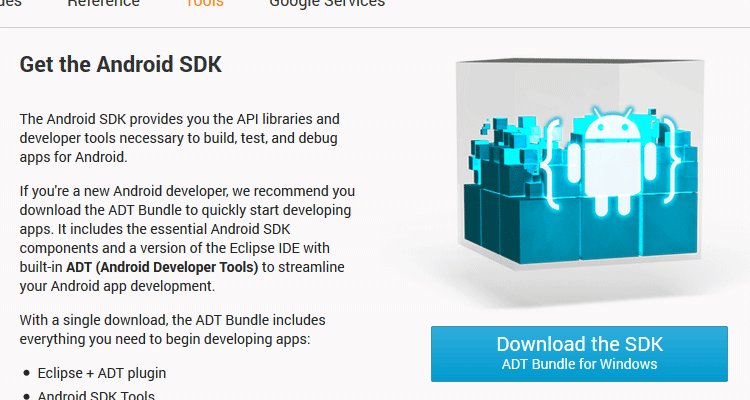 Reference Tools Google Services
Get the Android SDK
The Android SDK provides you the API libraries and
developer tools necessary to build, test, and debug
apps for Android.
If you're a new Android developer, we recommend you
download the ADT Bundle to quickly start developing
apps. It includes the essential Android SDK
components and a version of the Eclipse IDE with
built-in ADT (Android Developer Tools) to streamline
your Android app development.
With a single download, the ADT Bundle includes
everything you need to begin developing apps:
• Eclipse + ADT plugin
• Android SDK Tools
Download the SDK
ADT Bundle for Windows